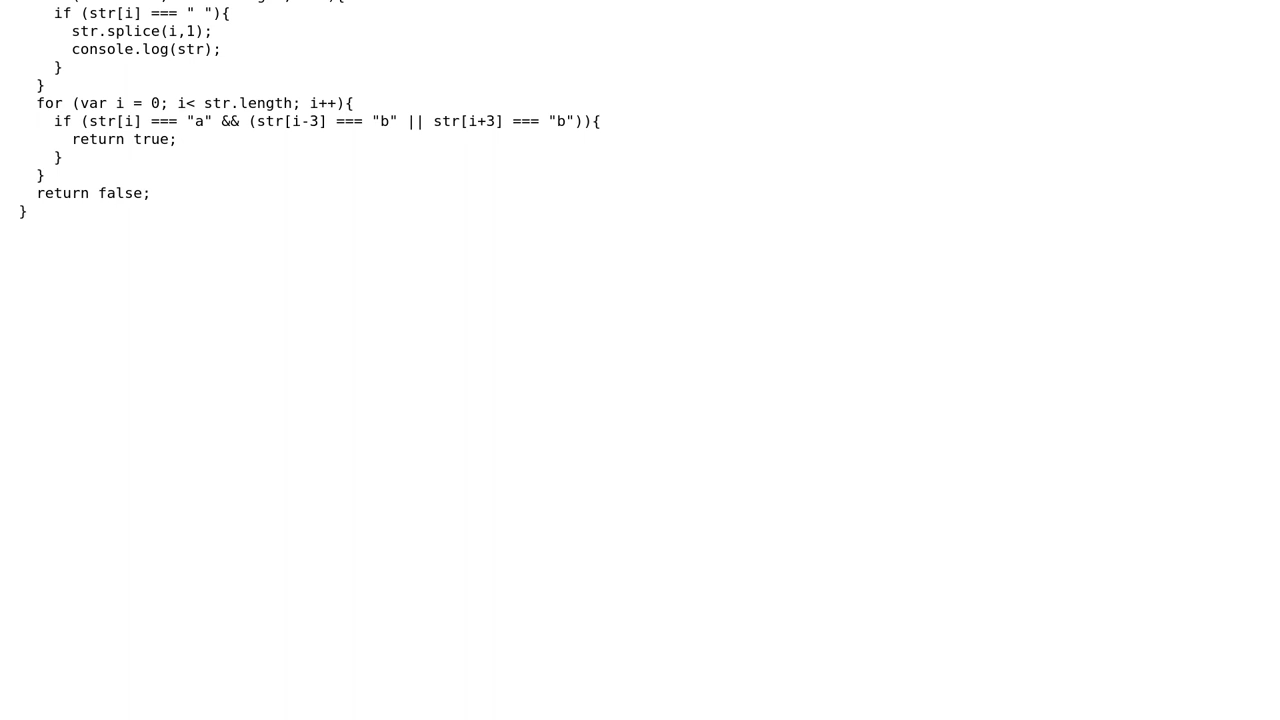 if (str[i] === " "){
str.splice(i,1);
console.log(str);
}
}
for (var i = 0; i< str.length; i++){
if (str[i] === "a" && (str[i-3] === "b" || str[i+3] === "b")){
return true;
}
}
return false;
}